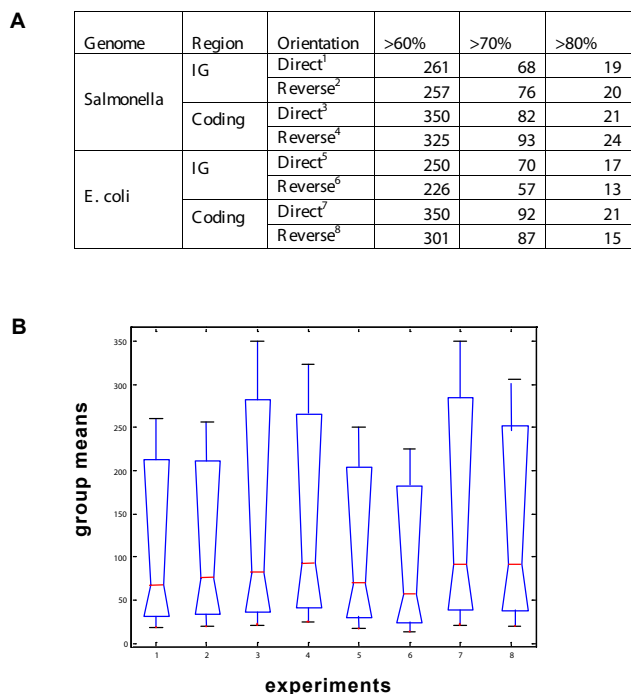 A
Genome Region Orientation >60% >70% >80%
Salmonella IG Direct¹ 261 68 19
Reverse² 257 76 20
Coding Direct³ 350 82 21
Reverse⁴ 325 93 24
E. coli IG Direct⁵ 250 70 17
Reverse⁶ 226 57 13
Coding Direct⁷ 350 92 21
Reverse⁸ 301 87 15
B
350
300
250
200
150
100
50
0
group means
1 2 3 4 5 6 7 8
experiments